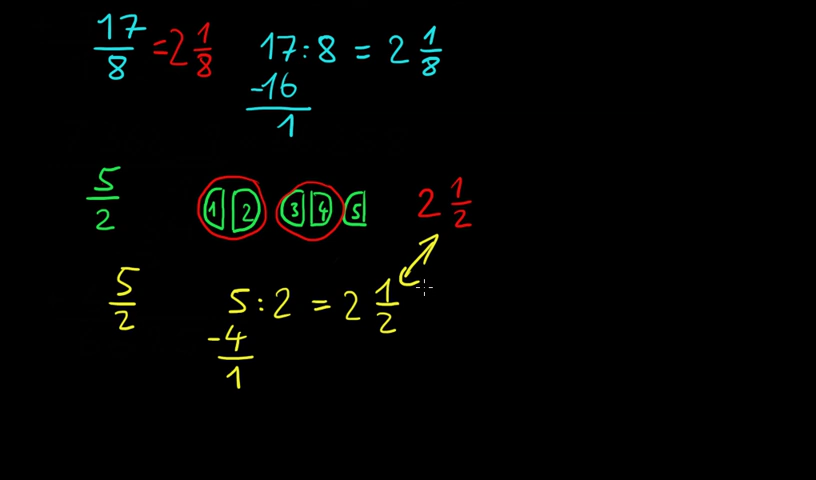 17/8 = 2 1/8 17:8 = 2 1/8
-16
1
5/2 1 2 3 4 5 2 1/2
5/2 5:2 = 2 1/2
-4
1